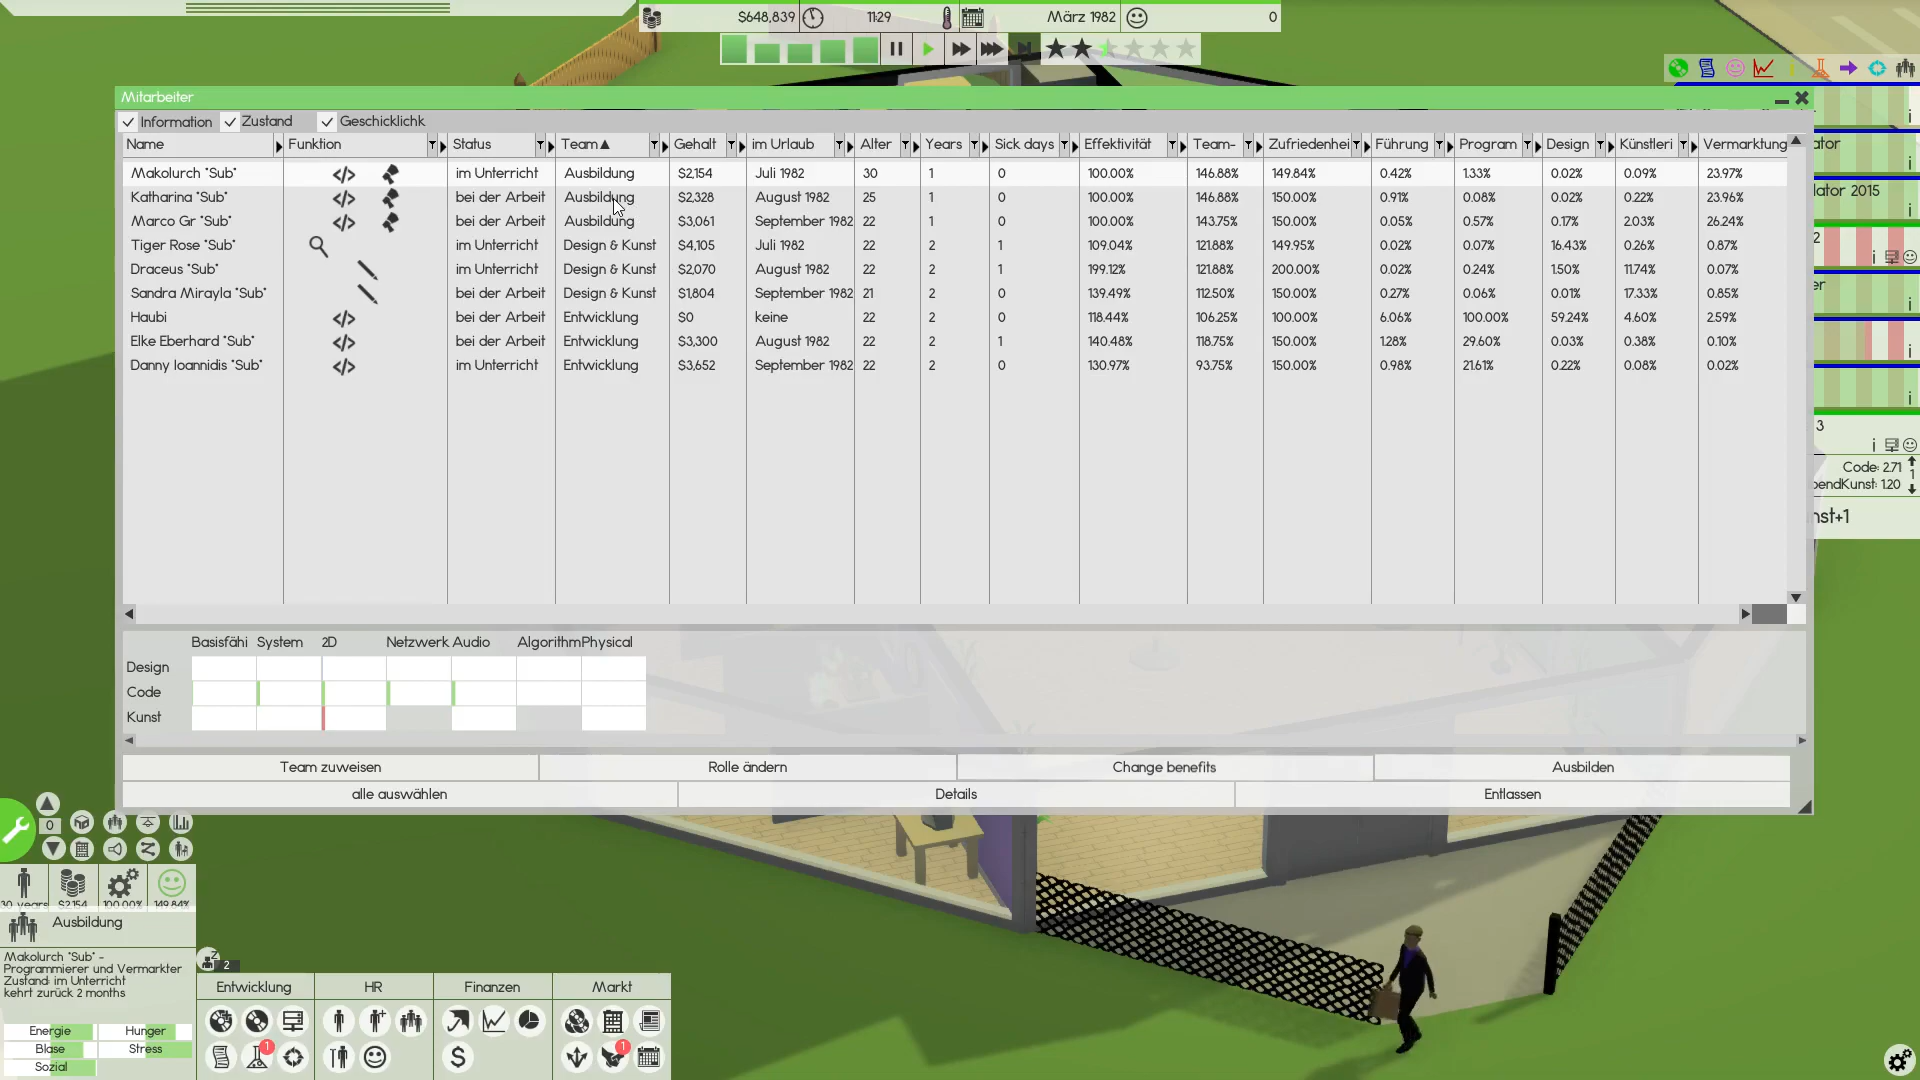 $648,839 11:29 März 1982 0
Mitarbeiter
Information Zustand Geschicklichk
Name Funktion Status Team▲ Gehalt im Urlaub Alter Years Sick days Effektivität Team- Zufriedenhei Führung Program Design Künstleri Vermarktung
Makolurch "Sub" im Unterricht Ausbildung $2,154 Juli 1982 30 1 0 100.00% 146.88% 149.84% 0.42% 1.33% 0.02% 0.09% 23.97%
Katharina "Sub" bei der Arbeit Ausbildung $2,328 August 1982 25 1 0 100.00% 146.88% 150.00% 0.91% 0.08% 0.02% 0.22% 23.96%
Marco Gr "Sub" bei der Arbeit Ausbildung $3,061 September 1982 22 1 0 100.00% 143.75% 150.00% 0.05% 0.57% 0.17% 2.03% 26.24%
Tiger Rose "Sub" im Unterricht Design & Kunst $4,105 Juli 1982 22 2 1 109.04% 121.88% 149.95% 0.02% 0.07% 16.43% 0.26% 0.87%
Draceus "Sub" im Unterricht Design & Kunst $2,070 August 1982 22 2 1 199.12% 121.88% 200.00% 0.02% 0.24% 1.50% 11.74% 0.07%
Sandra Mirayla "Sub" bei der Arbeit Design & Kunst $1,804 September 1982 21 2 0 139.49% 112.50% 150.00% 0.27% 0.06% 0.01% 17.33% 0.85%
Haubi bei der Arbeit Entwicklung $0 keine 22 2 0 118.44% 106.25% 100.00% 6.06% 100.00% 59.24% 4.60% 2.59%
Elke Eberhard "Sub" bei der Arbeit Entwicklung $3,300 August 1982 22 2 1 140.48% 118.75% 150.00% 1.28% 29.60% 0.03% 0.38% 0.10%
Danny Ioannidis "Sub" im Unterricht Entwicklung $3,652 September 1982 22 2 0 130.97% 93.75% 150.00% 0.98% 21.61% 0.22% 0.08% 0.02%
ator
lator 2015
2
er
3
Code: 2.71
pendKunst: 1.20
1
nst+1
Basisfähi System 2D Netzwerk Audio Algorithm Physical
Design
Code
Kunst
Team zuweisen Rolle ändern Change benefits Ausbilden
alle auswählen Details Entlassen
0
30 years $2,154 100.00% 149.84%
Ausbildung
Makolurch "Sub" -
Programmierer und Vermarkter
Zustand: im Unterricht
kehrt zurück 2 months
Energie Hunger
Blase Stress
Sozial
2
Entwicklung HR Finanzen Markt
1 1